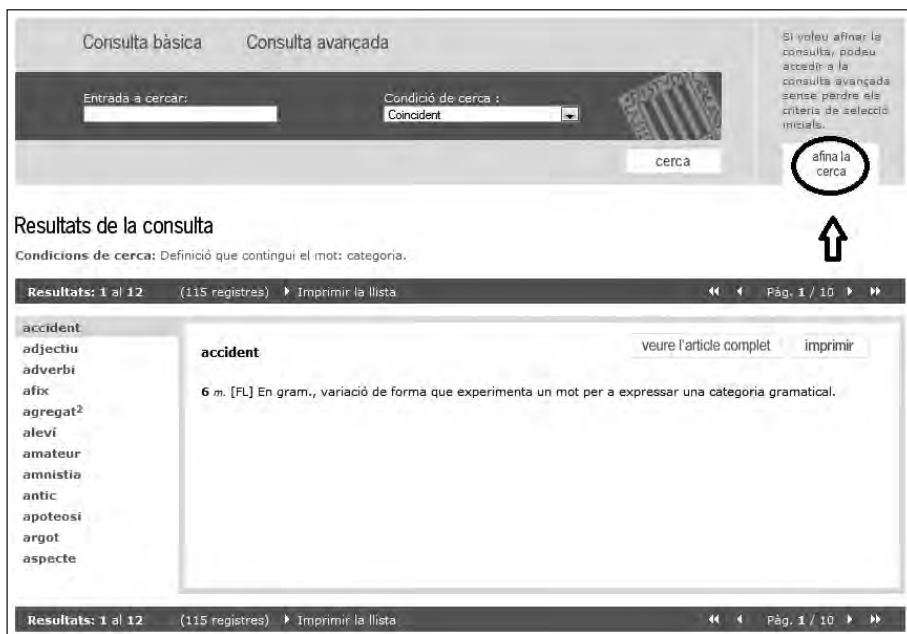 Consulta bàsica Consulta avançada
Entrada a cercar:
Condició de cerca :
Coincident
cerca
Si voleu afinar la
consulta, podeu
accedir a la
consulta avançada
sense perdre els
criteris de selecció
inicials.
afina la
cerca
Resultats de la consulta
Condicions de cerca: Definició que contingui el mot: categoria.
Resultats: 1 al 12 (115 registres) Imprimir la llista Pàg. 1 / 10
accident
adjectiu
adverbi
afix
agregat²
aleví
amateur
amnistia
antic
apoteosi
argot
aspecte
accident
veure l'article complet imprimir
6 m. [FL] En gram., variació de forma que experimenta un mot per a expressar una categoria gramatical.
Resultats: 1 al 12 (115 registres) Imprimir la llista Pàg. 1 / 10